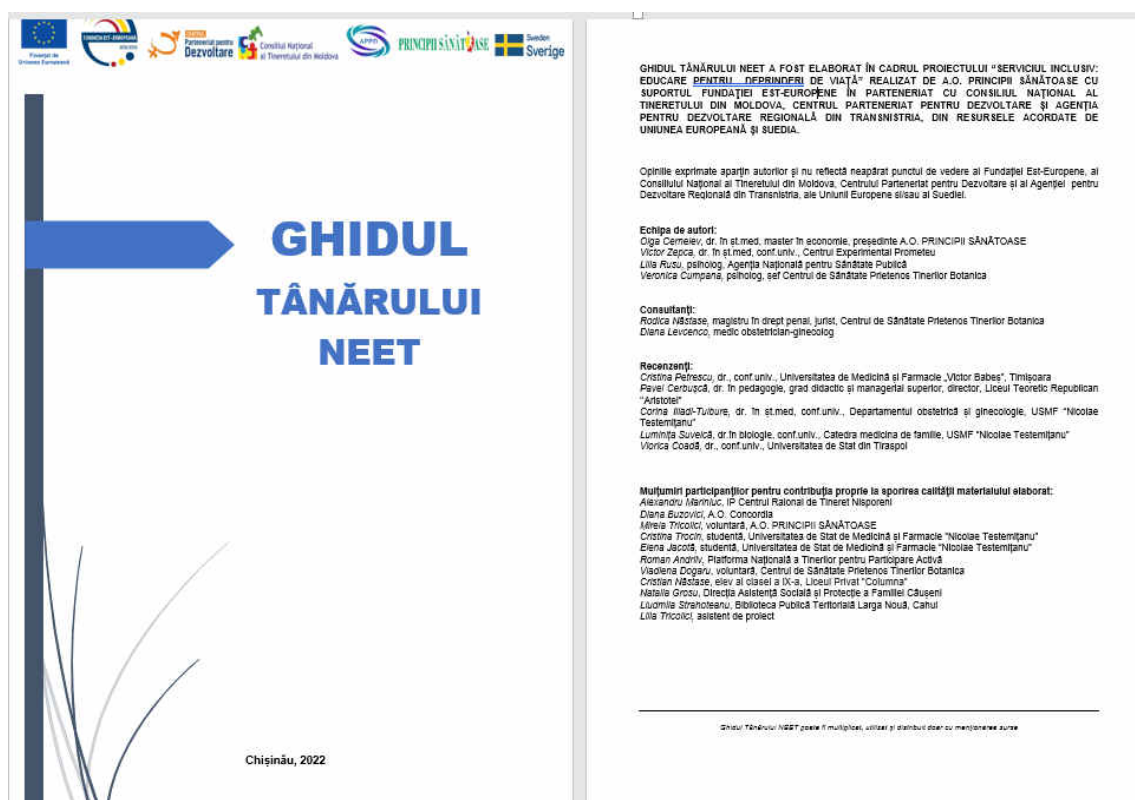 Finanțat de
Uniunea Europeană
FUNDAȚIA EST-EUROPEANĂ
MOLDOVA
CENTRUL
Parteneriat pentru
Dezvoltare
Consiliul Național
al Tineretului din Moldova
APPD
PRINCIPII SĂNĂTOASE
Sweden
Sverige
GHIDUL
TÂNĂRULUI
NEET
Chișinău, 2022
GHIDUL TÂNĂRULUI NEET A FOST ELABORAT ÎN CADRUL PROIECTULUI “SERVICIUL INCLUSIV:
EDUCARE PENTRU DEPRINDERI DE VIAȚĂ” REALIZAT DE A.O. PRINCIPII SĂNĂTOASE CU
SUPORTUL FUNDAȚIEI EST-EUROPENE ÎN PARTENERIAT CU CONSILIUL NAȚIONAL AL
TINERETULUI DIN MOLDOVA, CENTRUL PARTENERIAT PENTRU DEZVOLTARE ȘI AGENȚIA
PENTRU DEZVOLTARE REGIONALĂ DIN TRANSNISTRIA, DIN RESURSELE ACORDATE DE
UNIUNEA EUROPEANĂ ȘI SUEDIA.
Opiniile exprimate aparțin autorilor și nu reflectă neapărat punctul de vedere al Fundației Est-Europene, al
Consiliului Național al Tineretului din Moldova, Centrului Parteneriat pentru Dezvoltare și al Agenției pentru
Dezvoltare Regională din Transnistria, ale Uniunii Europene si/sau al Suediei.
Echipa de autori:
Olga Cernelev, dr. în șt.med, master în economie, președinte A.O. PRINCIPII SĂNĂTOASE
Victor Zepca, dr. în șt.med, conf.univ., Centrul Experimental Prometeu
Lilia Rusu, psiholog, Agenția Națională pentru Sănătate Publică
Veronica Cumpana, psiholog, șef Centrul de Sănătate Prietenos Tinerilor Botanica
Consultanți:
Rodica Năstase, magistru în drept penal, jurist, Centrul de Sănătate Prietenos Tinerilor Botanica
Diana Levcenco, medic obstetrician-ginecolog
Recenzenți:
Cristina Petrescu, dr., conf.univ., Universitatea de Medicină și Farmacie „Victor Babeș”, Timișoara
Pavel Cerbușcă, dr. în pedagogie, grad didactic și managerial superior, director, Liceul Teoretic Republican
“Aristotel”
Corina Iliadi-Tulbure, dr. în șt.med, conf.univ., Departamentul obstetrică și ginecologie, USMF “Nicolae
Testemițanu”
Luminița Suveică, dr.în biologie, conf.univ., Catedra medicina de familie, USMF “Nicolae Testemițanu”
Viorica Coadă, dr., conf.univ., Universitatea de Stat din Tiraspol
Mulțumiri participanților pentru contribuția proprie la sporirea calității materialului elaborat:
Alexandru Mariniuc, IP Centrul Raional de Tineret Nisporeni
Diana Buzovici, A.O. Concordia
Mirela Tricolici, voluntară, A.O. PRINCIPII SĂNĂTOASE
Cristina Trocin, studentă, Universitatea de Stat de Medicină și Farmacie “Nicolae Testemițanu”
Elena Jacotă, studentă, Universitatea de Stat de Medicină și Farmacie “Nicolae Testemițanu”
Roman Andriiv, Platforma Națională a Tinerilor pentru Participare Activă
Vladlena Dogaru, voluntară, Centrul de Sănătate Prietenos Tinerilor Botanica
Cristian Năstase, elev al clasei a IX-a, Liceul Privat “Columna”
Natalia Grosu, Direcția Asistență Socială și Protecție a Familiei Căușeni
Liudmila Strahoteanu, Biblioteca Publică Teritorială Larga Nouă, Cahul
Lilia Tricolici, asistent de proiect
Ghidul Tânărului NEET poate fi multiplicat, utilizat și distribuit doar cu menționarea surse